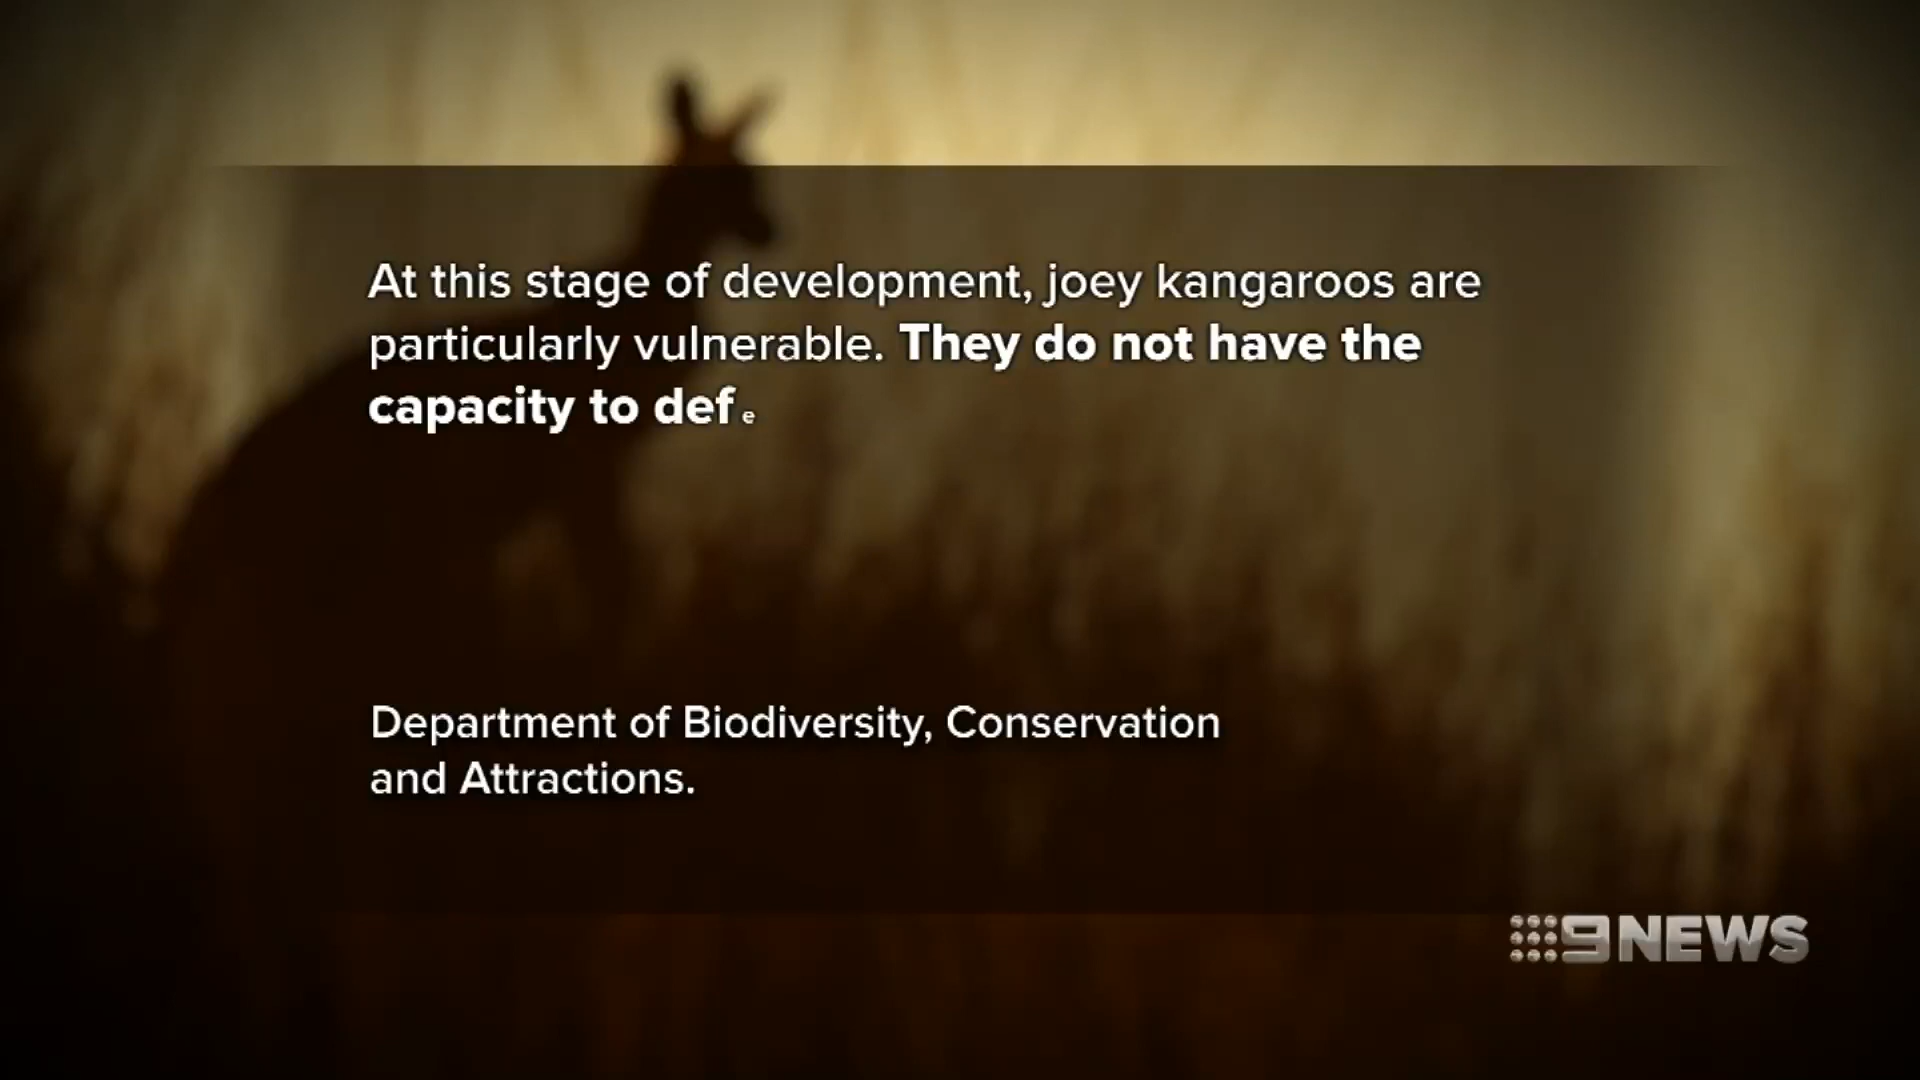 At this stage of development, joey kangaroos are
particularly vulnerable. They do not have the
capacity to defe
Department of Biodiversity, Conservation
and Attractions.
9NEWS